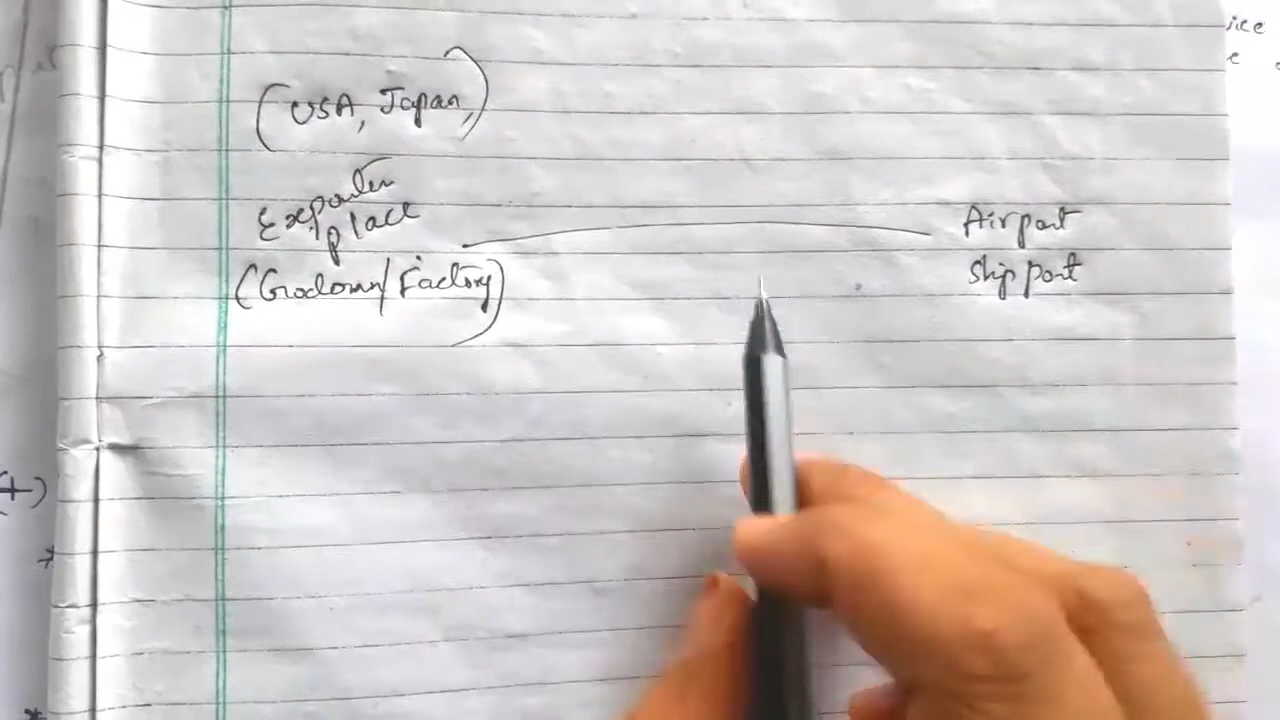 (USA, Japan,)
Exporter
place
(Godown/Factory)
Airport
Ship port
(+)